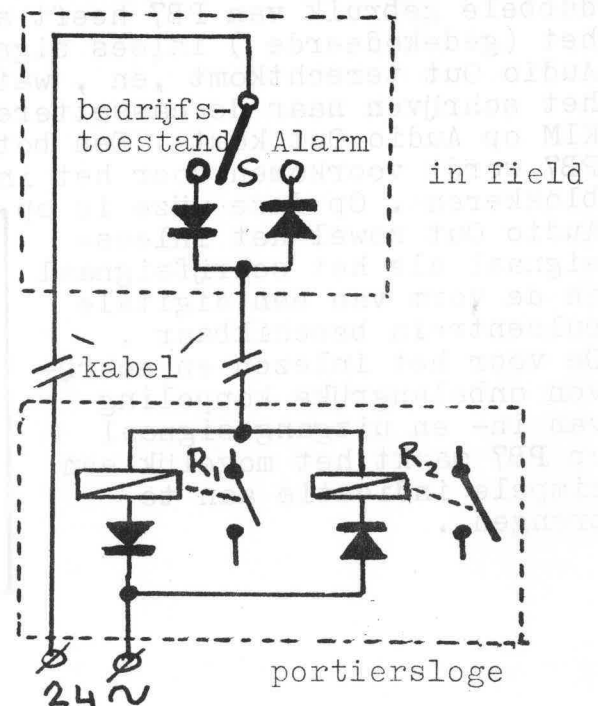 bedrijfs-
toestand Alarm
S
in field
kabel
R1
R2
portiersloge
24 ~